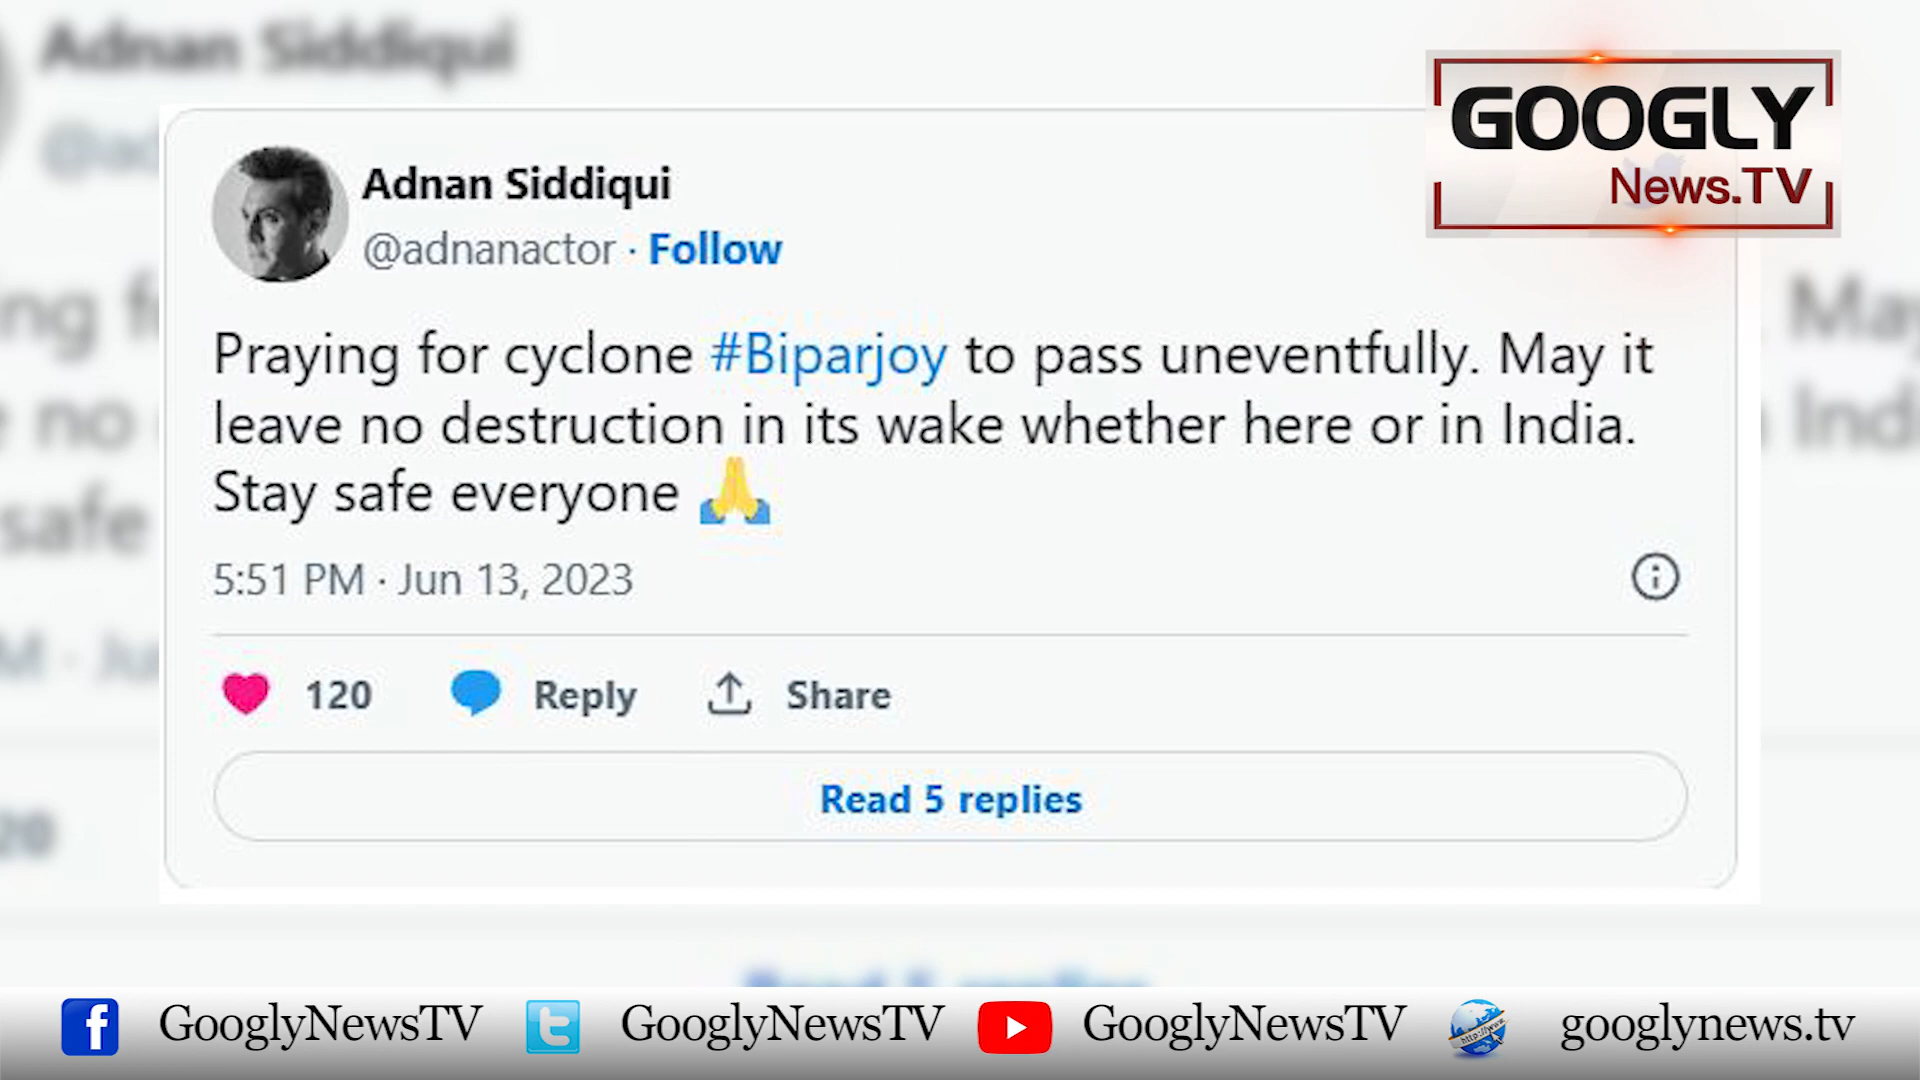 Adnan Siddiqui
GOOGLY
News.TV
Adnan Siddiqui
@adnanactor · Follow
Praying for cyclone #Biparjoy to pass uneventfully. May it
leave no destruction in its wake whether here or in India.
Stay safe everyone 🙏
5:51 PM · Jun 13, 2023
120 Reply Share
Read 5 replies
GooglyNewsTV GooglyNewsTV GooglyNewsTV googlynews.tv